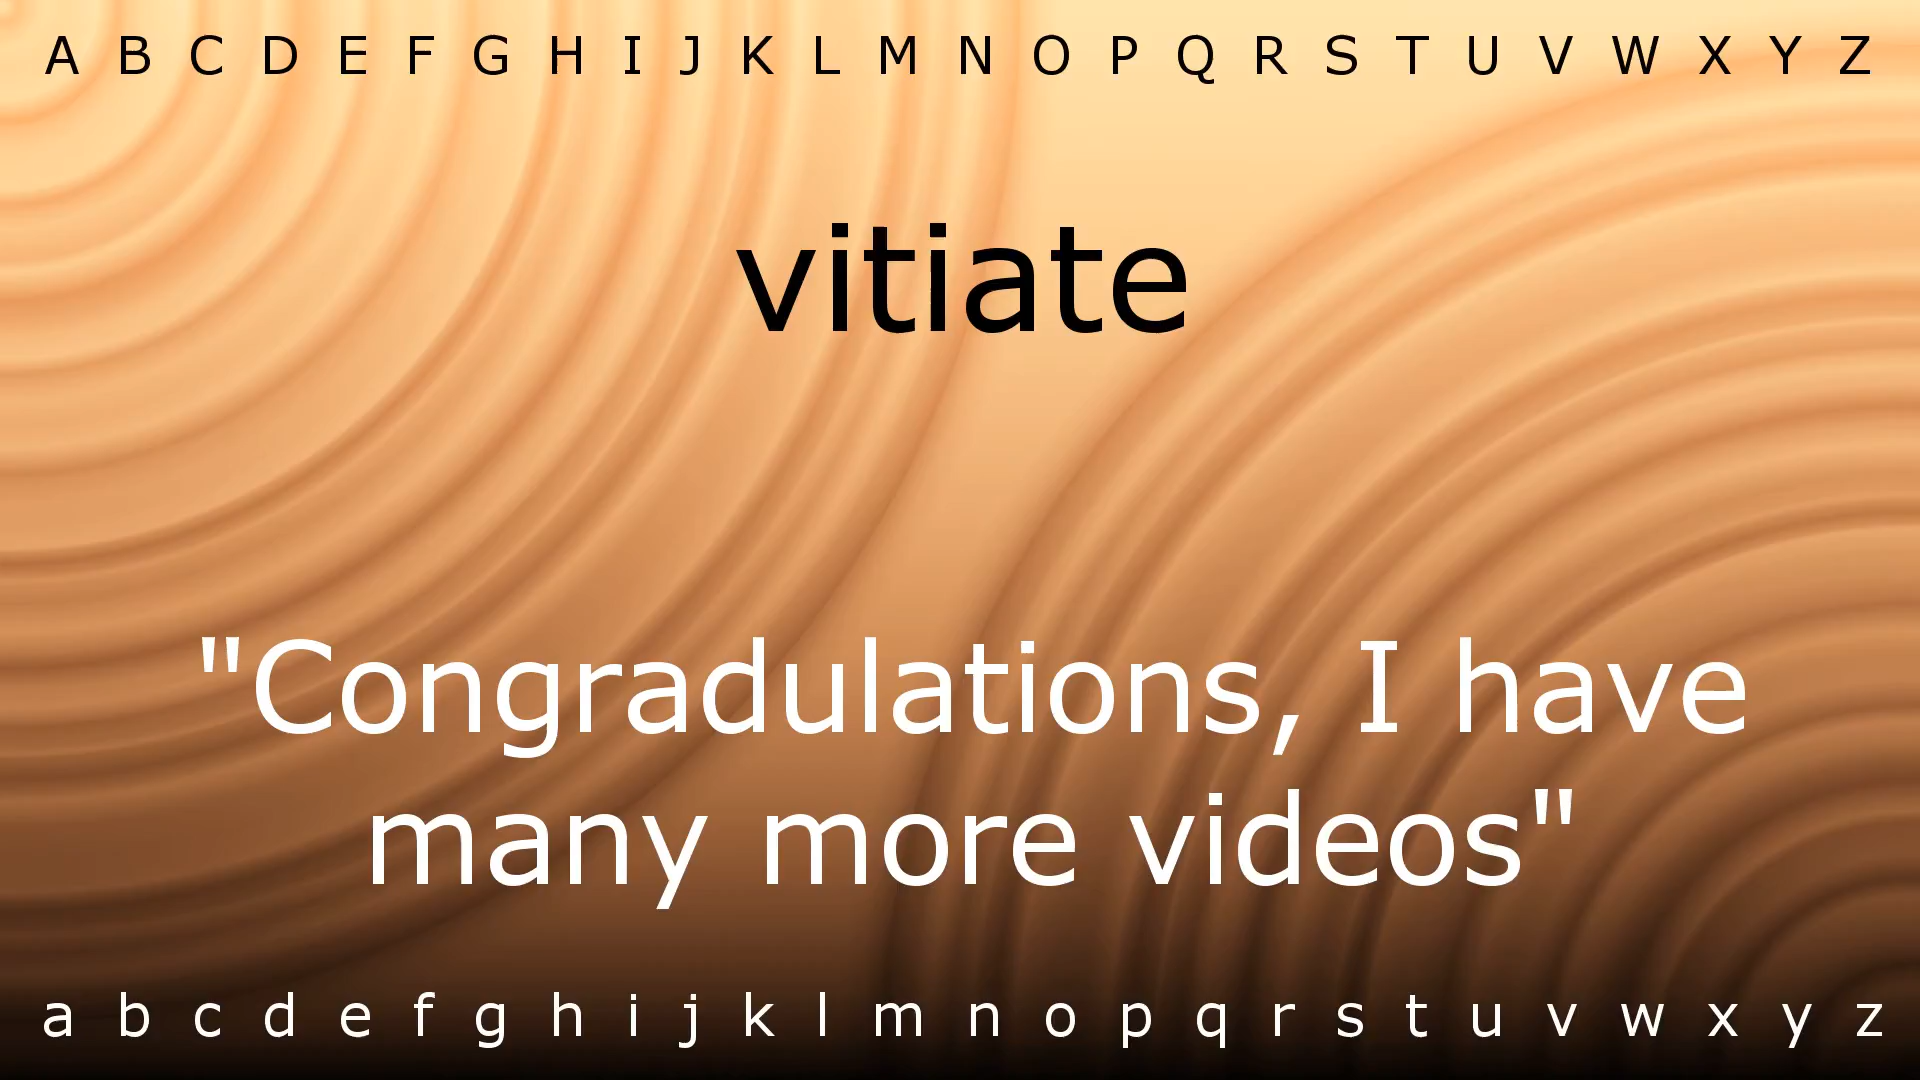 A B C D E F G H I J K L M N O P Q R S T U V W X Y Z
vitiate
"Congradulations, I have
many more videos"
a b c d e f g h i j k l m n o p q r s t u v w x y z